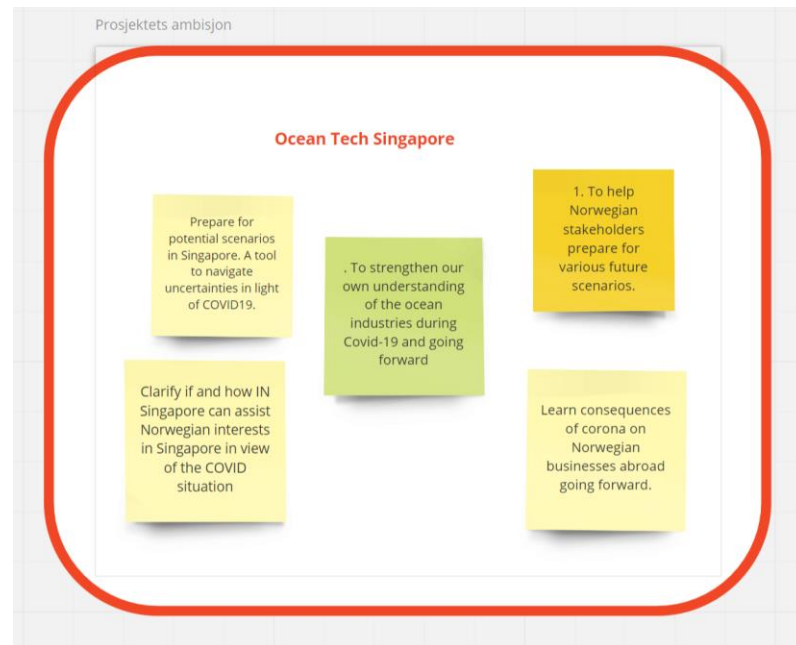 Prosjektets ambisjon
Ocean Tech Singapore
Prepare for
potential scenarios
in Singapore. A tool
to navigate
uncertainties in light
of COVID19.
. To strengthen our
own understanding
of the ocean
industries during
Covid-19 and going
forward
1. To help
Norwegian
stakeholders
prepare for
various future
scenarios.
Clarify if and how IN
Singapore can assist
Norwegian interests
in Singapore in view
of the COVID
situation
Learn consequences
of corona on
Norwegian
businesses abroad
going forward.